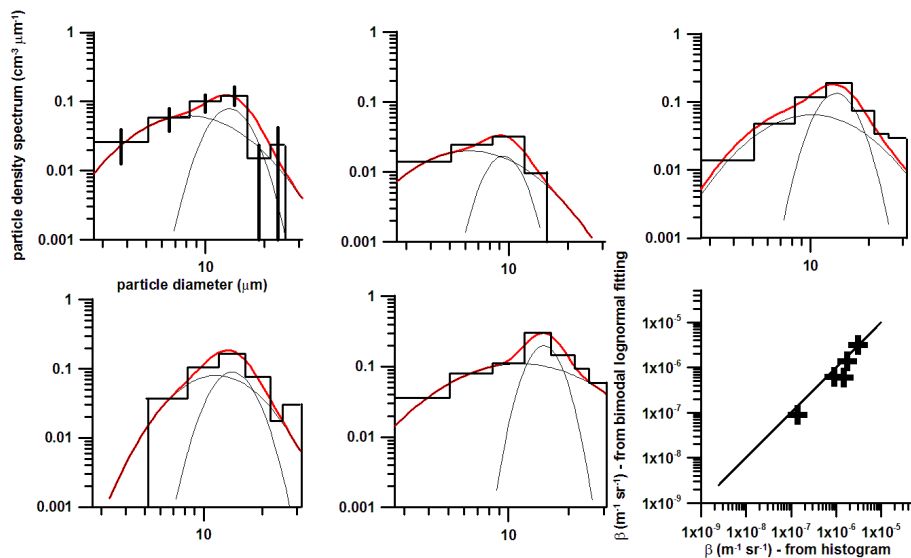 particle density spectrum (cm⁻³ μm⁻¹)
1
0.1
0.01
0.001
10
particle diameter (μm)
1
0.1
0.01
0.001
10
1
0.1
0.01
0.001
10
1
0.1
0.01
0.001
10
1
0.1
0.01
0.001
10
β (m⁻¹ sr⁻¹) - from bimodal lognormal fitting
1x10⁻⁵
1x10⁻⁶
1x10⁻⁷
1x10⁻⁸
1x10⁻⁹
1x10⁻⁹ 1x10⁻⁸ 1x10⁻⁷ 1x10⁻⁶ 1x10⁻⁵
β (m⁻¹ sr⁻¹) - from histogram